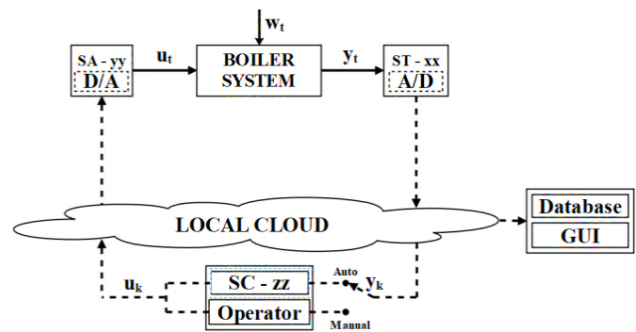 wt
SA - yy
D/A
ut
BOILER
SYSTEM
yt
ST - xx
A/D
LOCAL CLOUD
Database
GUI
uk
SC - zz
Operator
Auto
yk
Manual